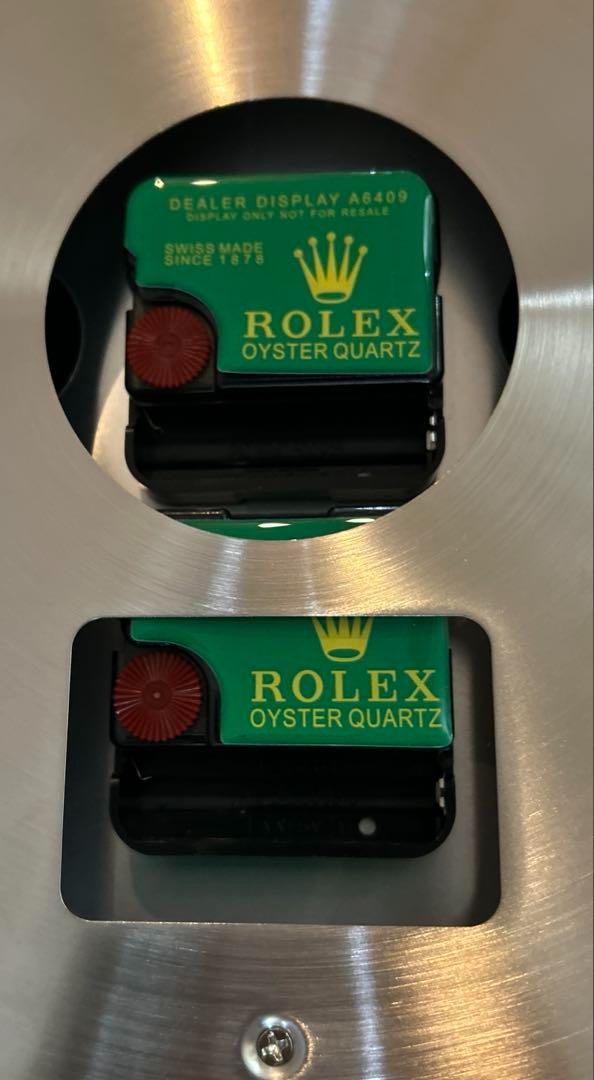 DEALER DISPLAY A6409
DISPLAY ONLY NOT FOR RESALE
SWISS MADE
SINCE 1878
ROLEX
OYSTER QUARTZ
ROLEX
OYSTER QUARTZ